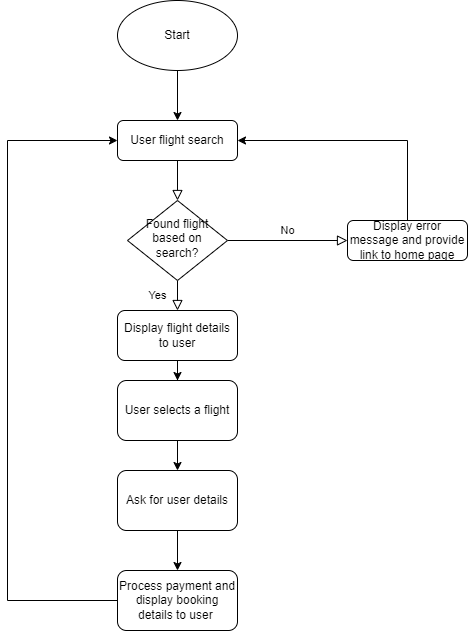 Start
User flight search
Found flight
based on
search?
No
Display error
message and provide
link to home page
Yes
Display flight details
to user
User selects a flight
Ask for user details
Process payment and
display booking
details to user